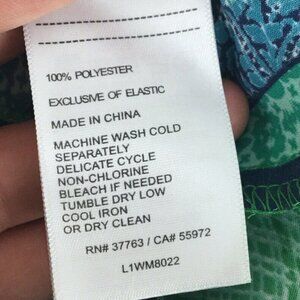 100% POLYESTER
EXCLUSIVE OF ELASTIC
MADE IN CHINA
MACHINE WASH COLD
SEPARATELY
DELICATE CYCLE
NON-CHLORINE
BLEACH IF NEEDED
TUMBLE DRY LOW
COOL IRON
OR DRY CLEAN
RN# 37763 / CA# 55972
L1WM8022